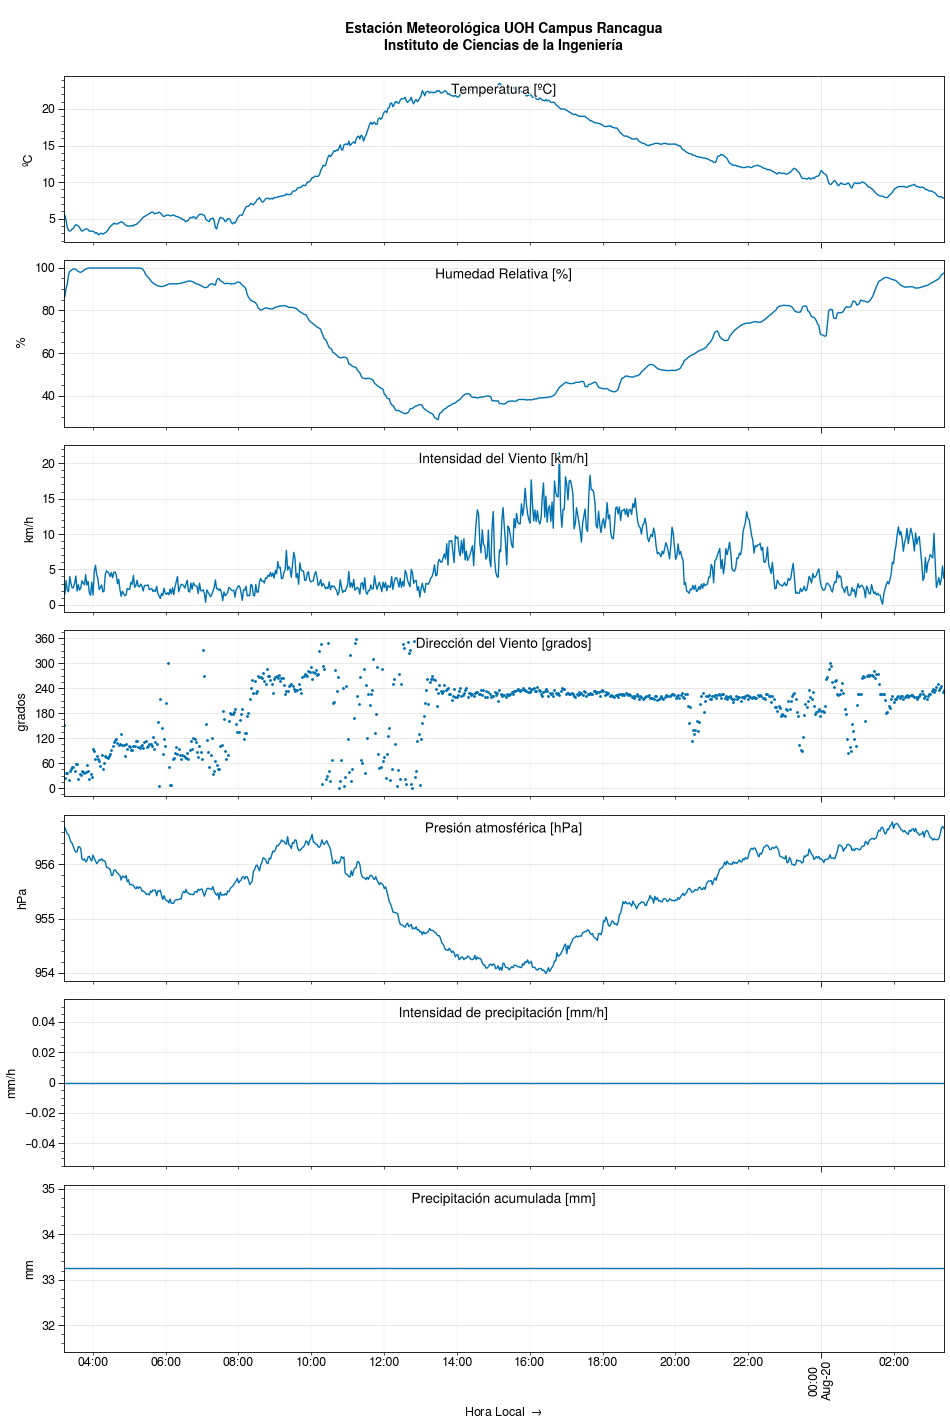 Estación Meteorológica UOH Campus Rancagua
Instituto de Ciencias de la Ingeniería
Temperatura [ºC]
ºC
20
15
10
5
Humedad Relativa [%]
%
100
80
60
40
Intensidad del Viento [km/h]
km/h
20
15
10
5
0
Dirección del Viento [grados]
grados
360
300
240
180
120
60
0
Presión atmosférica [hPa]
hPa
956
955
954
Intensidad de precipitación [mm/h]
mm/h
0.04
0.02
0
−0.02
−0.04
Precipitación acumulada [mm]
mm
35
34
33
32
04:00 06:00 08:00 10:00 12:00 14:00 16:00 18:00 20:00 22:00 00:00 02:00
Aug-20
Hora Local →